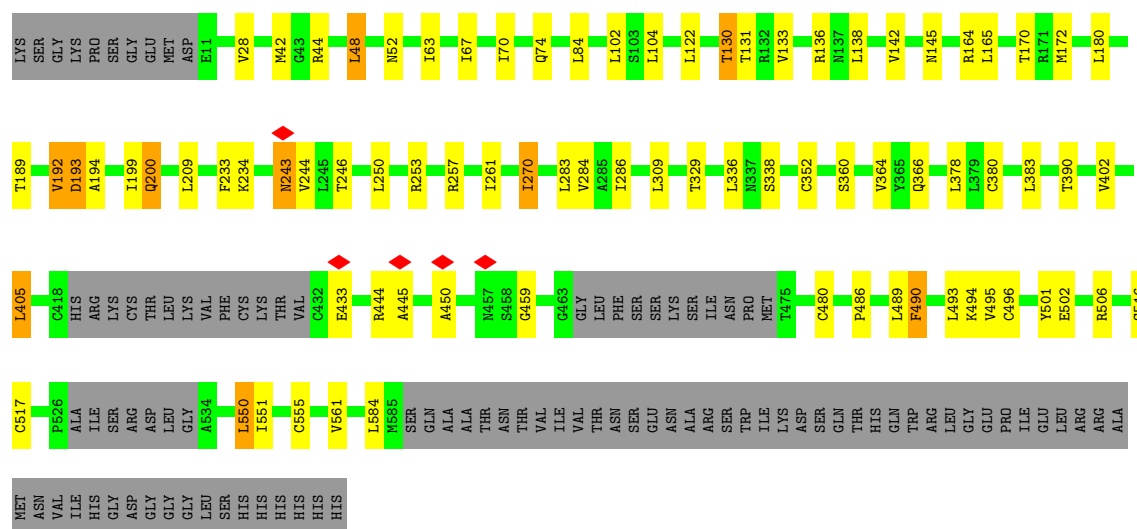 LYS SER GLY LYS PRO SER GLY GLU MET ASP E11 V28 M42 G43 R44 L48 N52 I63 I67 I70 Q74 L84 L102 S103 L104 L122 T130 T131 R132 V133 R136 N137 L138 V142 N145 R164 L165 T170 R171 M172 L180
T189 V192 D193 A194 I199 Q200 L209 F233 K234 N243 V244 L245 T246 L250 R253 R257 I261 I270 L283 V284 A285 I286 L309 T329 L336 N337 S338 C352 S360 V364 Y365 Q366 L378 L379 C380 L383 T390 V402
L405 C418 HIS ARG LYS CYS THR LEU LYS VAL PHE CYS LYS THR VAL C432 E433 R444 A445 A450 N457 S458 G459 G463 GLY LEU PHE SER SER LYS SER ILE ASN PRO MET T475 C480 P486 L489 F490 L493 K494 V495 C496 Y501 E502 R506
C517 P526 ALA ILE SER ARG ASP LEU GLY A534 L550 I551 C555 V561 L584 M585 SER GLN ALA ALA THR ASN THR VAL ILE VAL THR ASN SER GLU ASN ALA ARG SER TRP ILE LYS ASP SER GLN THR HIS GLN TRP ARG LEU GLY GLU PRO ILE GLU LEU ARG ARG ALA
MET ASN VAL ILE HIS GLY ASP GLY GLY LEU SER HIS HIS HIS HIS HIS HIS